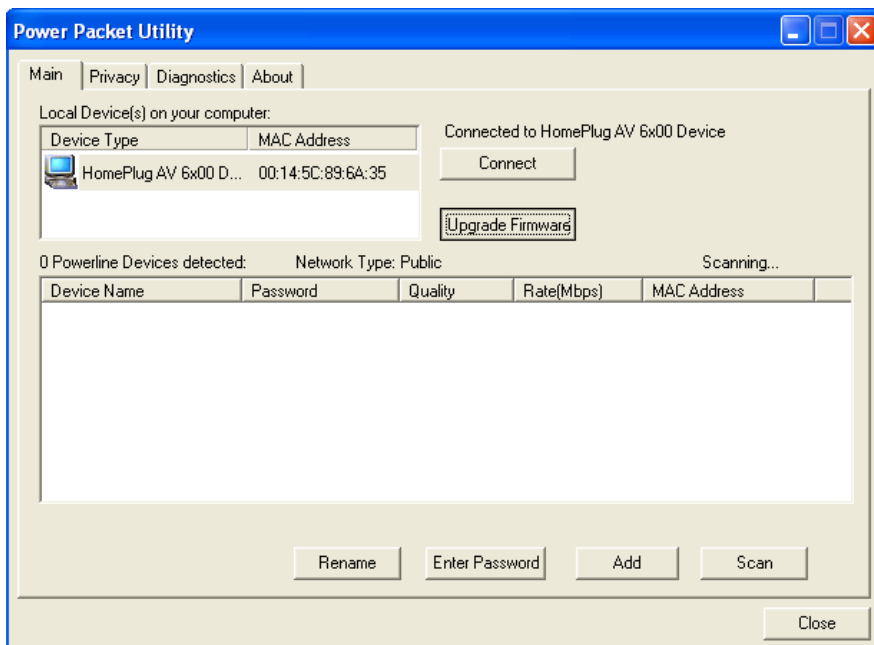 Power Packet Utility
Main Privacy Diagnostics About
Local Device(s) on your computer:
Device Type MAC Address
HomePlug AV 6x00 D... 00:14:5C:89:6A:35
Connected to HomePlug AV 6x00 Device
Connect
Upgrade Firmware
0 Powerline Devices detected: Network Type: Public Scanning...
Device Name Password Quality Rate(Mbps) MAC Address
Rename Enter Password Add Scan
Close